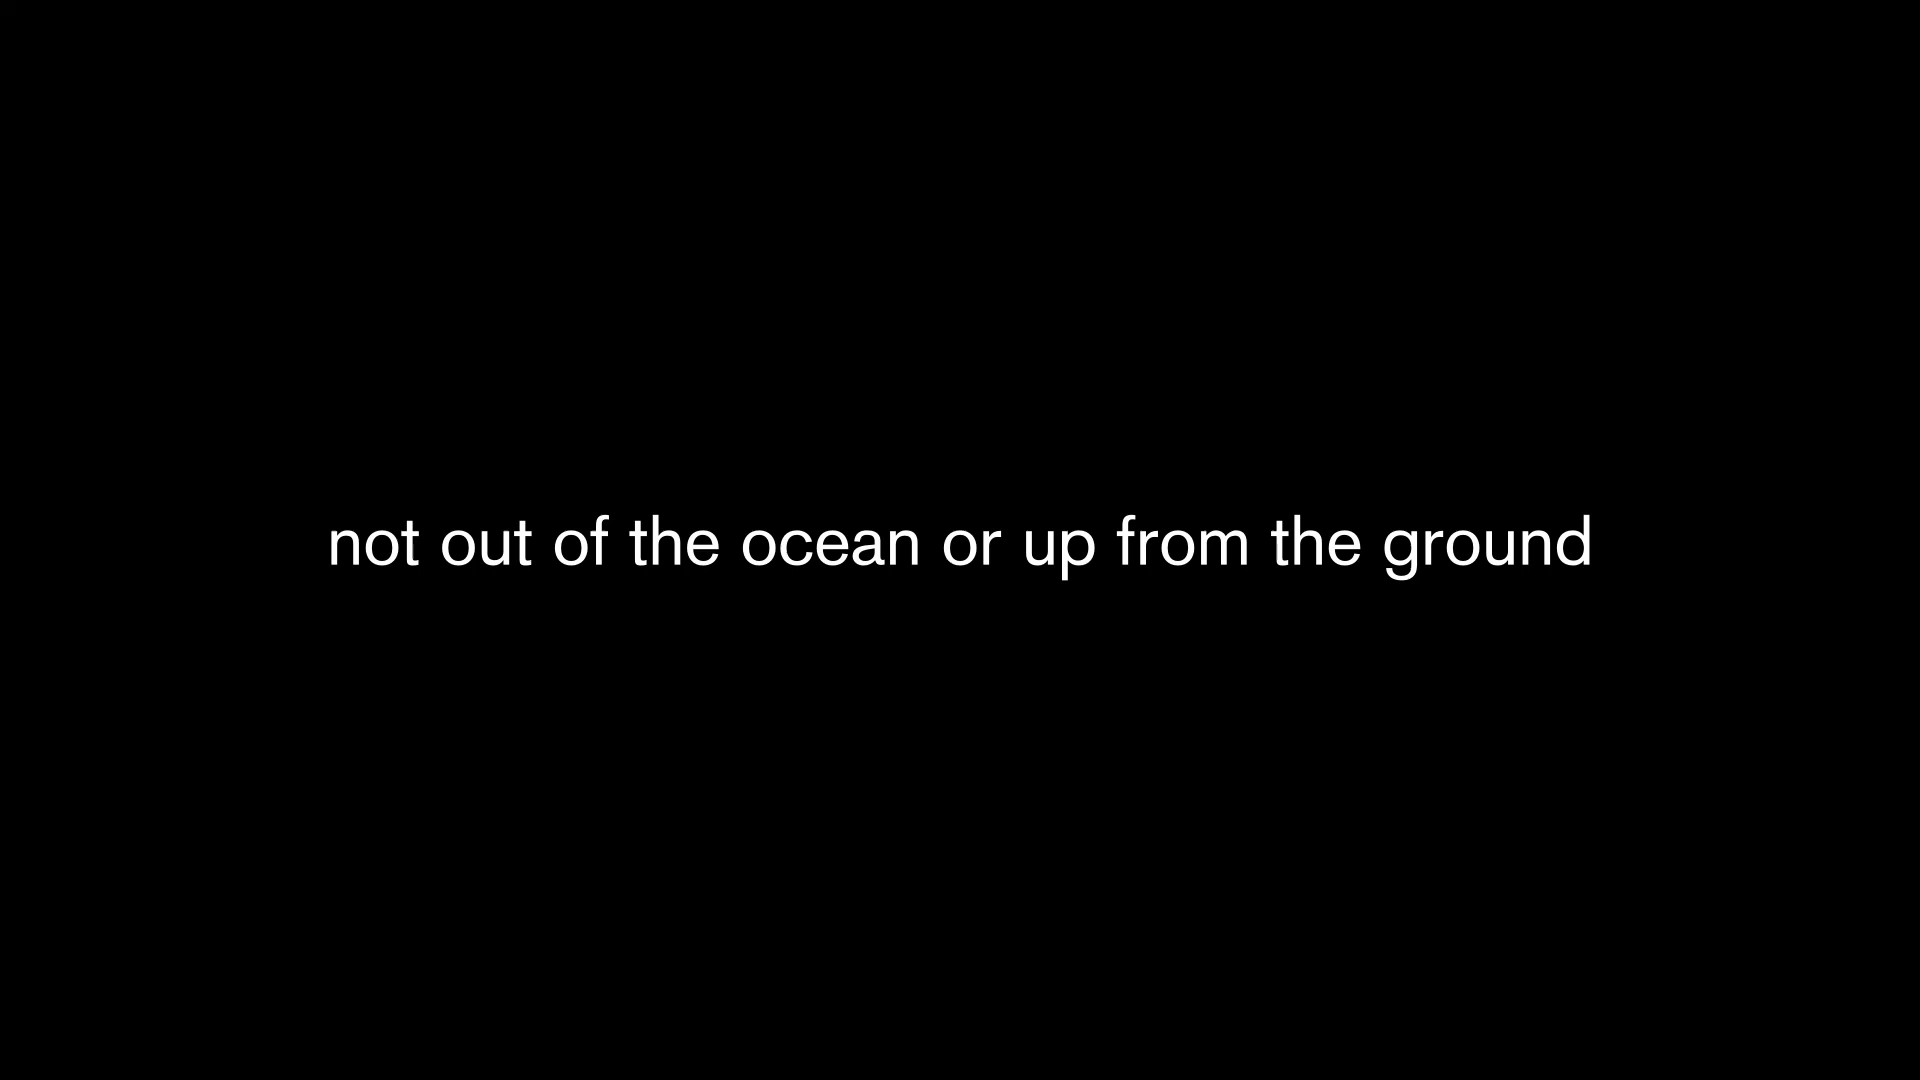 not out of the ocean or up from the ground